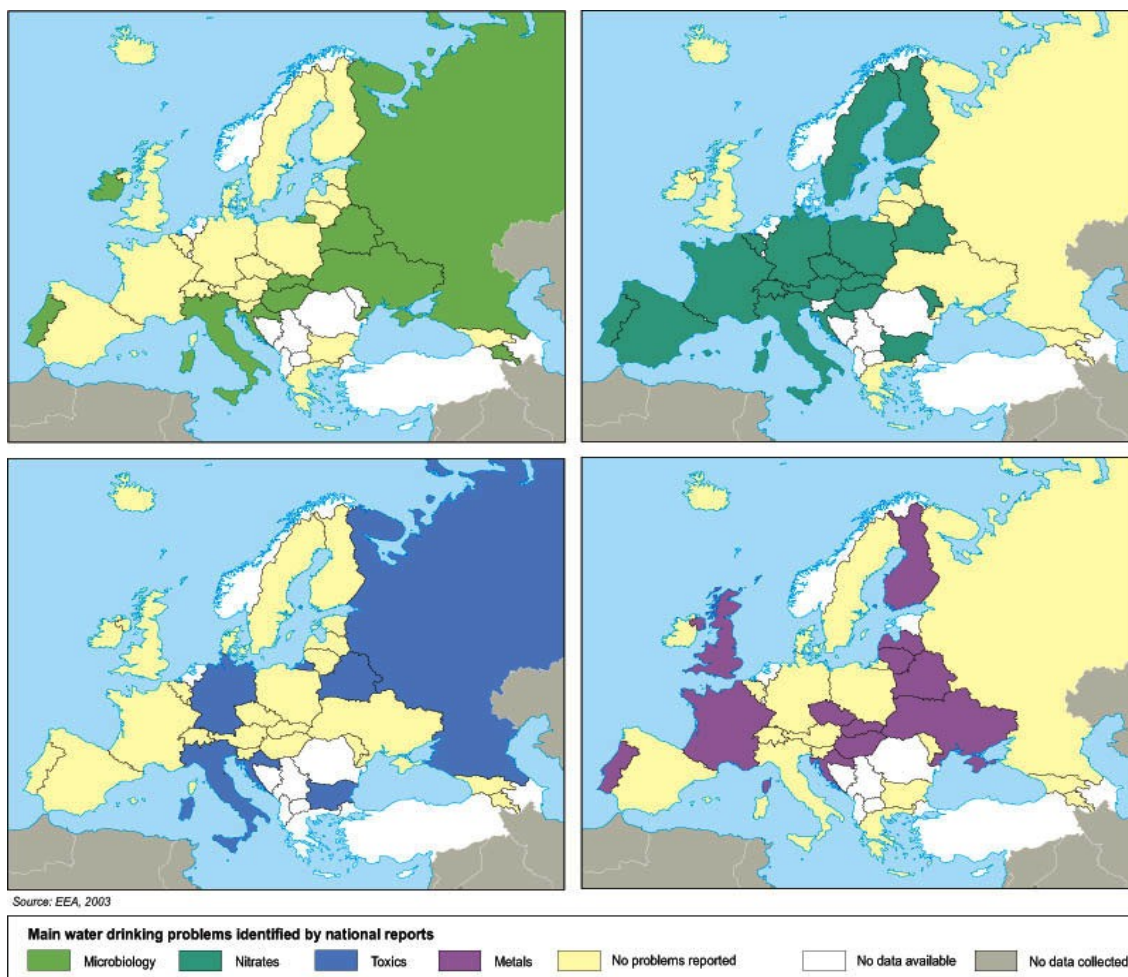 Source: EEA, 2003
Main water drinking problems identified by national reports
Microbiology Nitrates Toxics Metals No problems reported No data available No data collected